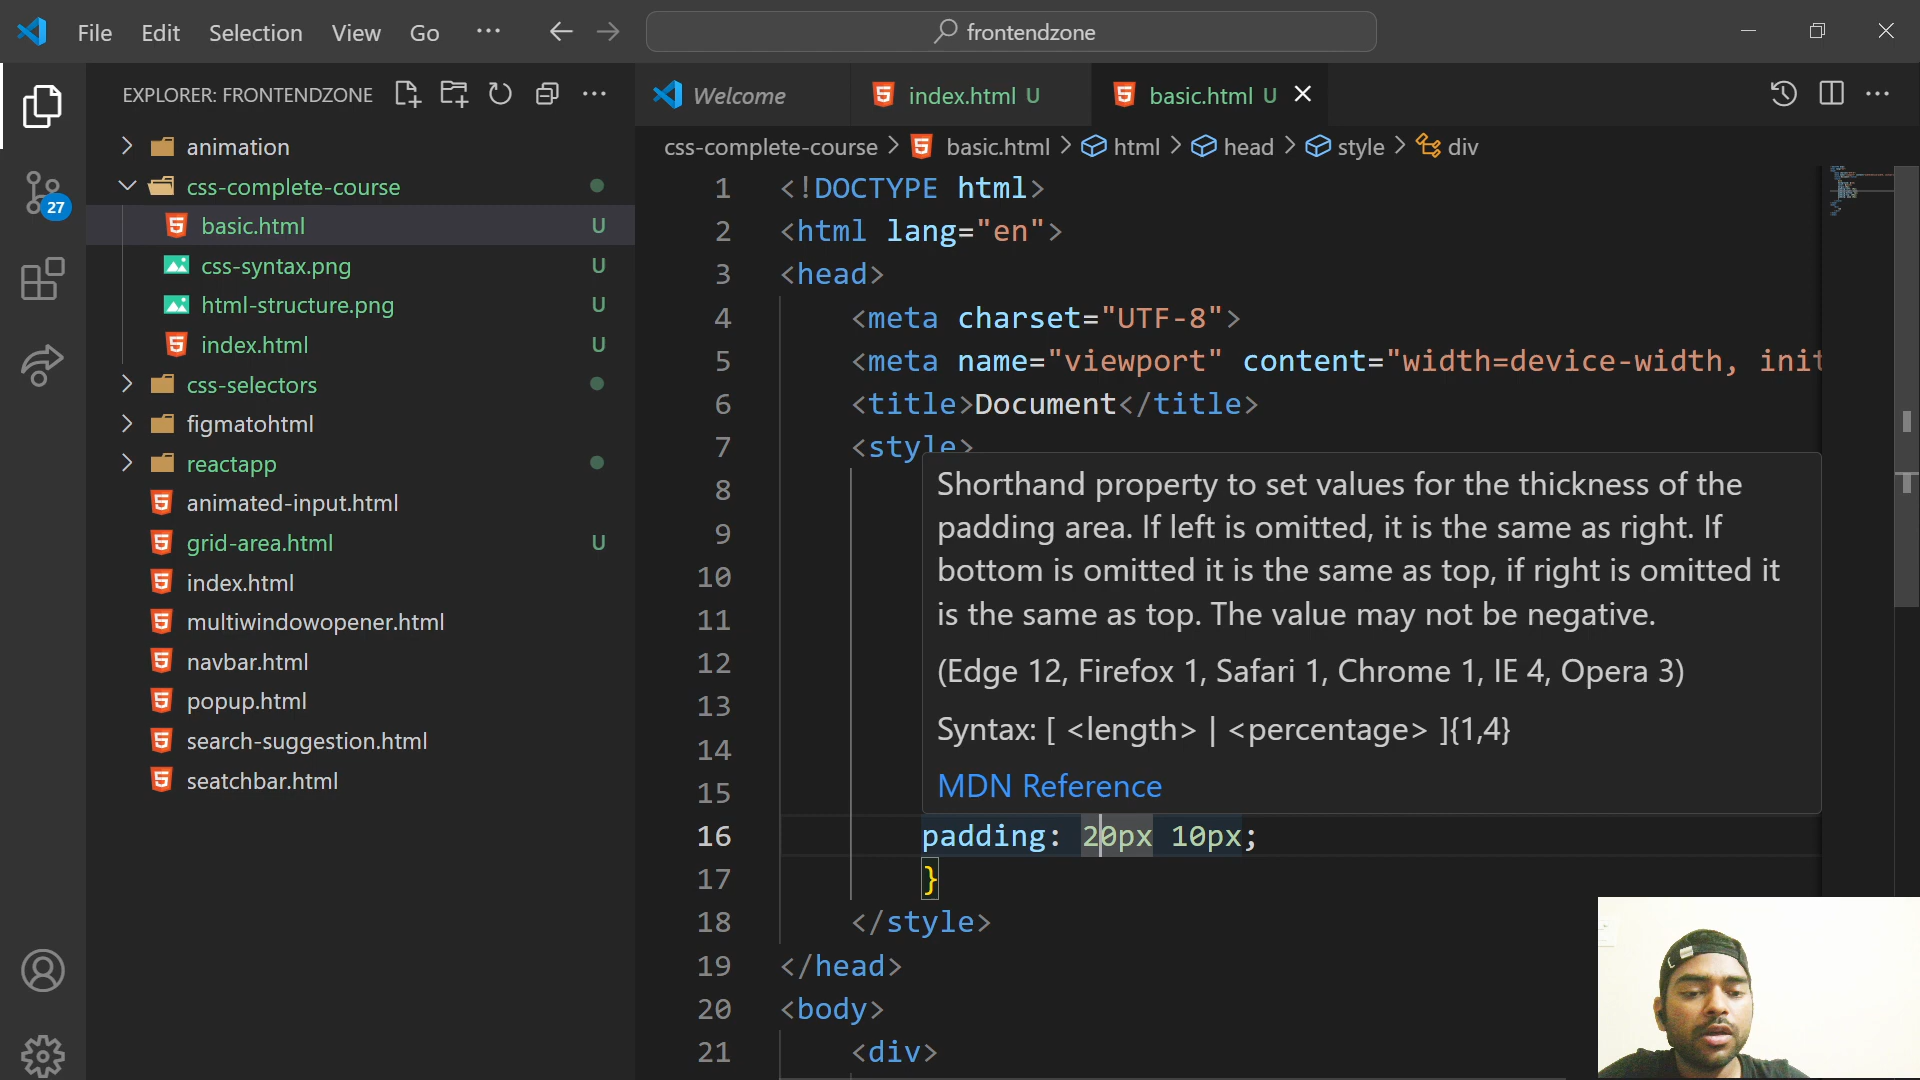 File Edit Selection View Go ···
frontendzone
EXPLORER: FRONTENDZONE
animation
css-complete-course
basic.html U
css-syntax.png U
html-structure.png U
index.html U
css-selectors
figmatohtml
reactapp
animated-input.html
grid-area.html U
index.html
multiwindowopener.html
navbar.html
popup.html
search-suggestion.html
seatchbar.html
27
Welcome index.html U basic.html U
css-complete-course > basic.html > html > head > style > div
1 <!DOCTYPE html>
2 <html lang="en">
3 <head>
4 <meta charset="UTF-8">
5 <meta name="viewport" content="width=device-width, init
6 <title>Document</title>
7 <style>
8
9
10
11
12
13
14
15
Shorthand property to set values for the thickness of the
padding area. If left is omitted, it is the same as right. If
bottom is omitted it is the same as top, if right is omitted it
is the same as top. The value may not be negative.
(Edge 12, Firefox 1, Safari 1, Chrome 1, IE 4, Opera 3)
Syntax: [ <length> | <percentage> ]{1,4}
MDN Reference
16 padding: 20px 10px;
17 }
18 </style>
19 </head>
20 <body>
21 <div>